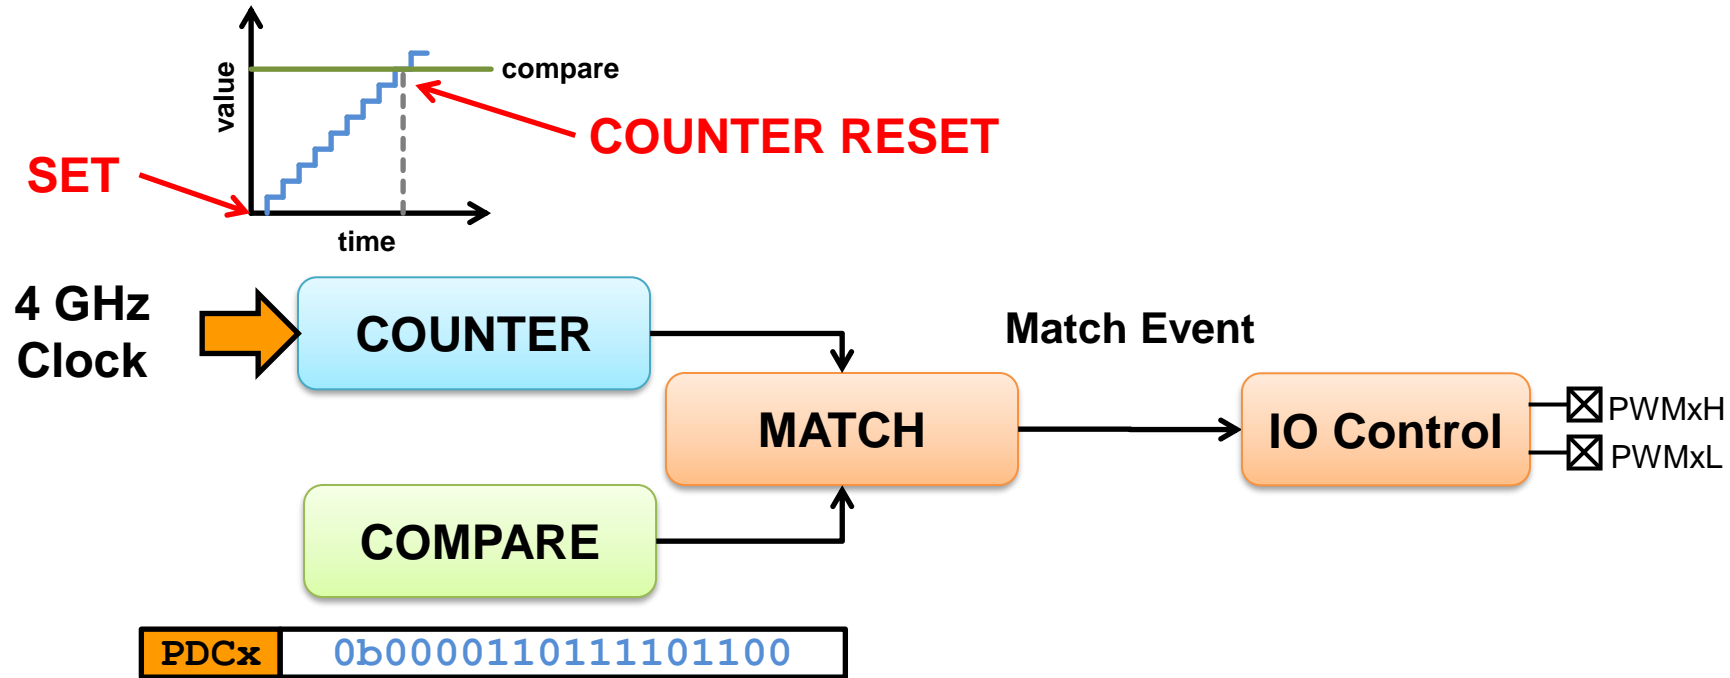 value
compare
COUNTER RESET
SET
time
4 GHz
Clock
COUNTER
Match Event
MATCH
IO Control
PWMxH
PWMxL
COMPARE
PDCx 0b0000110111101100